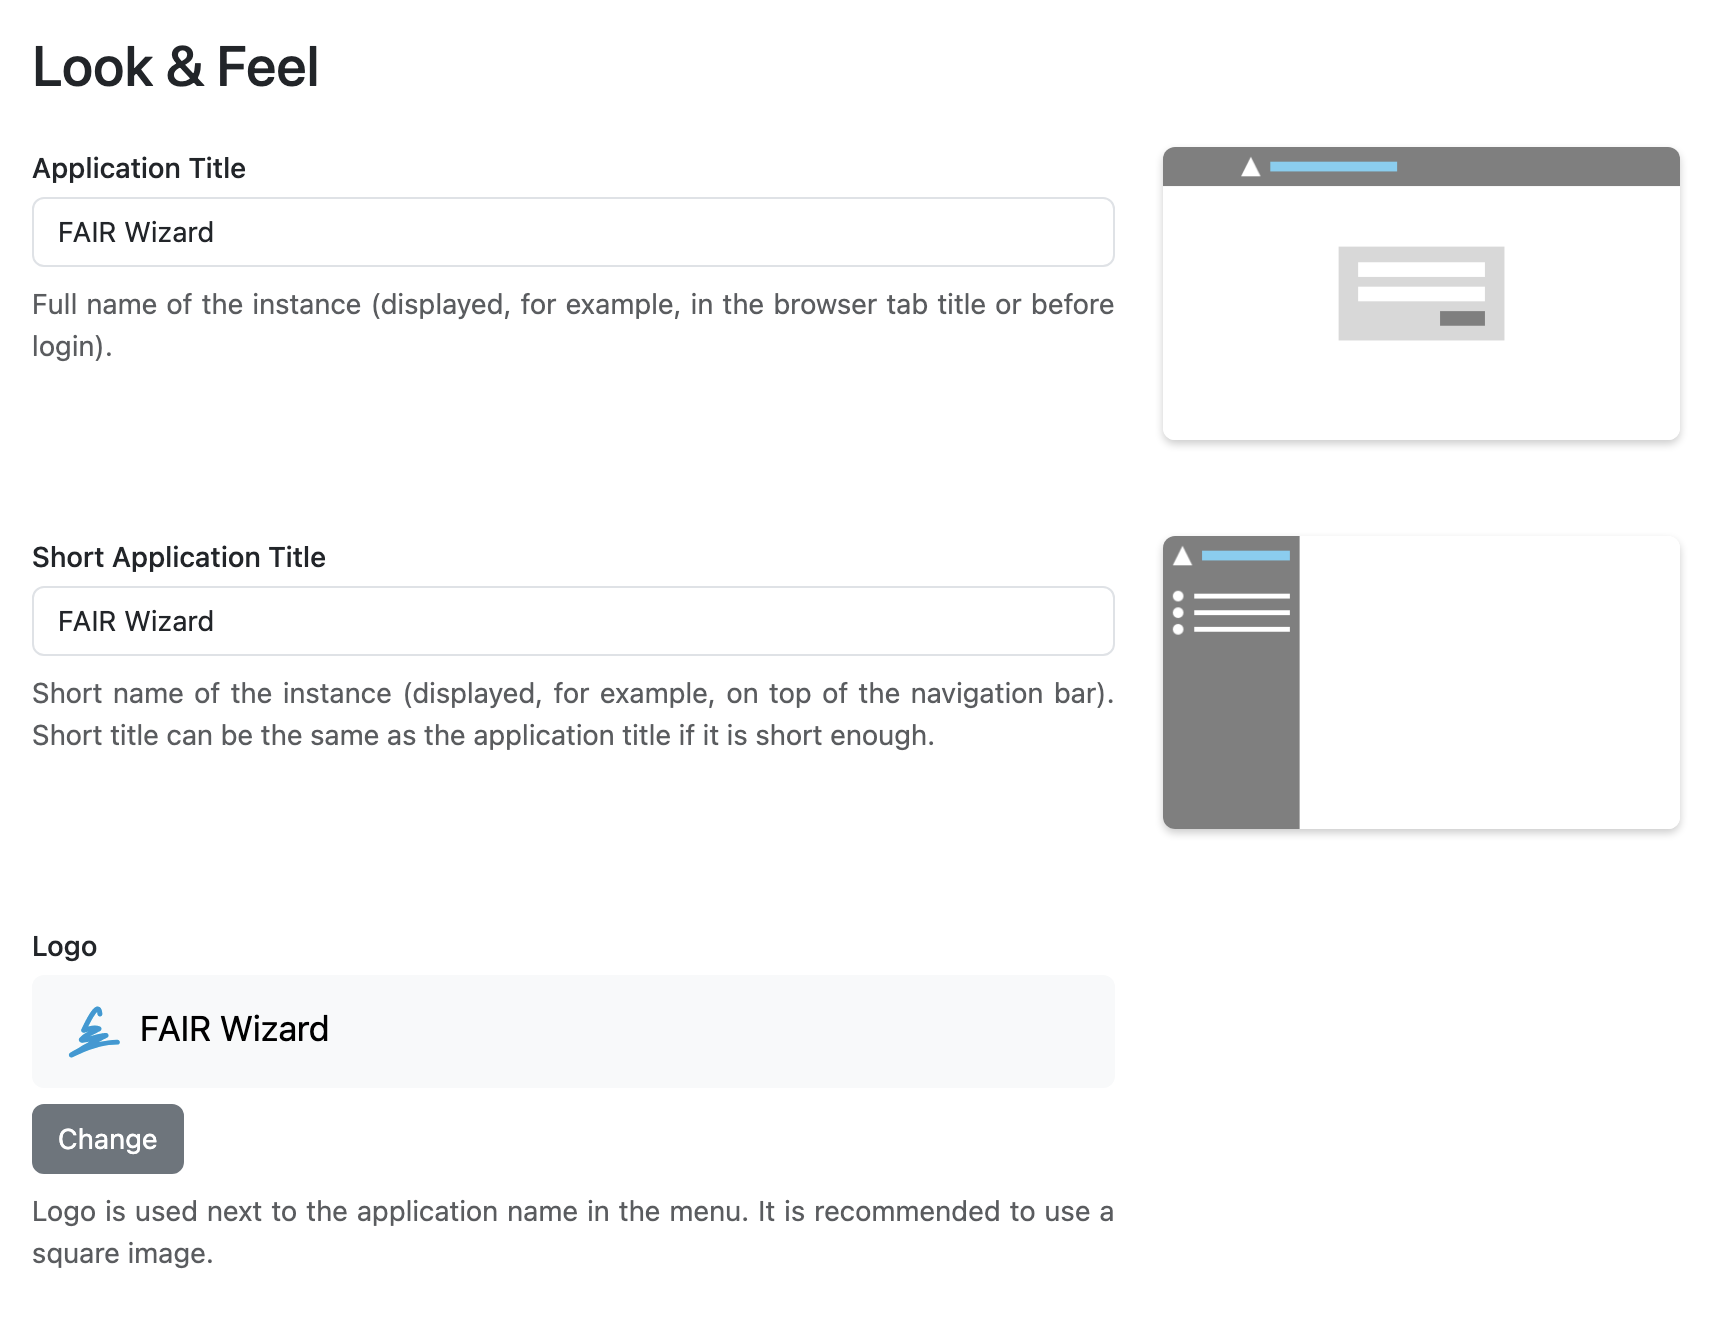 Look & Feel
Application Title
FAIR Wizard
Full name of the instance (displayed, for example, in the browser tab title or before
login).
Short Application Title
FAIR Wizard
Short name of the instance (displayed, for example, on top of the navigation bar).
Short title can be the same as the application title if it is short enough.
Logo
FAIR Wizard
Change
Logo is used next to the application name in the menu. It is recommended to use a
square image.